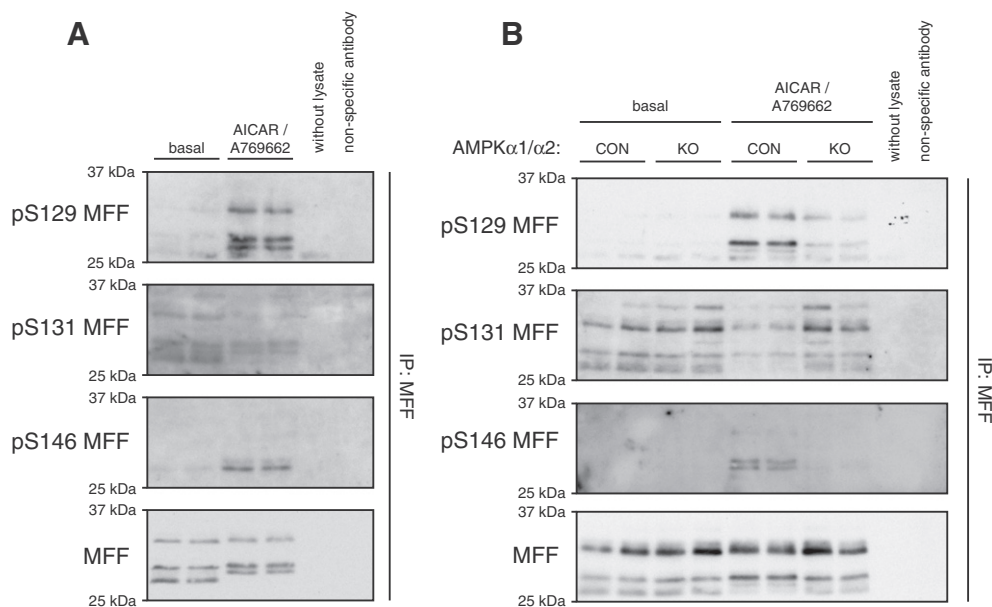 A
basal
AICAR /
A769662
without lysate
non-specific antibody
37 kDa
pS129 MFF
25 kDa
37 kDa
pS131 MFF
25 kDa
37 kDa
pS146 MFF
25 kDa
37 kDa
MFF
25 kDa
IP: MFF
B
basal
AICAR /
A769662
without lysate
non-specific antibody
AMPKα1/α2: CON KO CON KO
37 kDa
pS129 MFF
25 kDa
37 kDa
pS131 MFF
25 kDa
37 kDa
pS146 MFF
25 kDa
37 kDa
MFF
25 kDa
IP: MFF